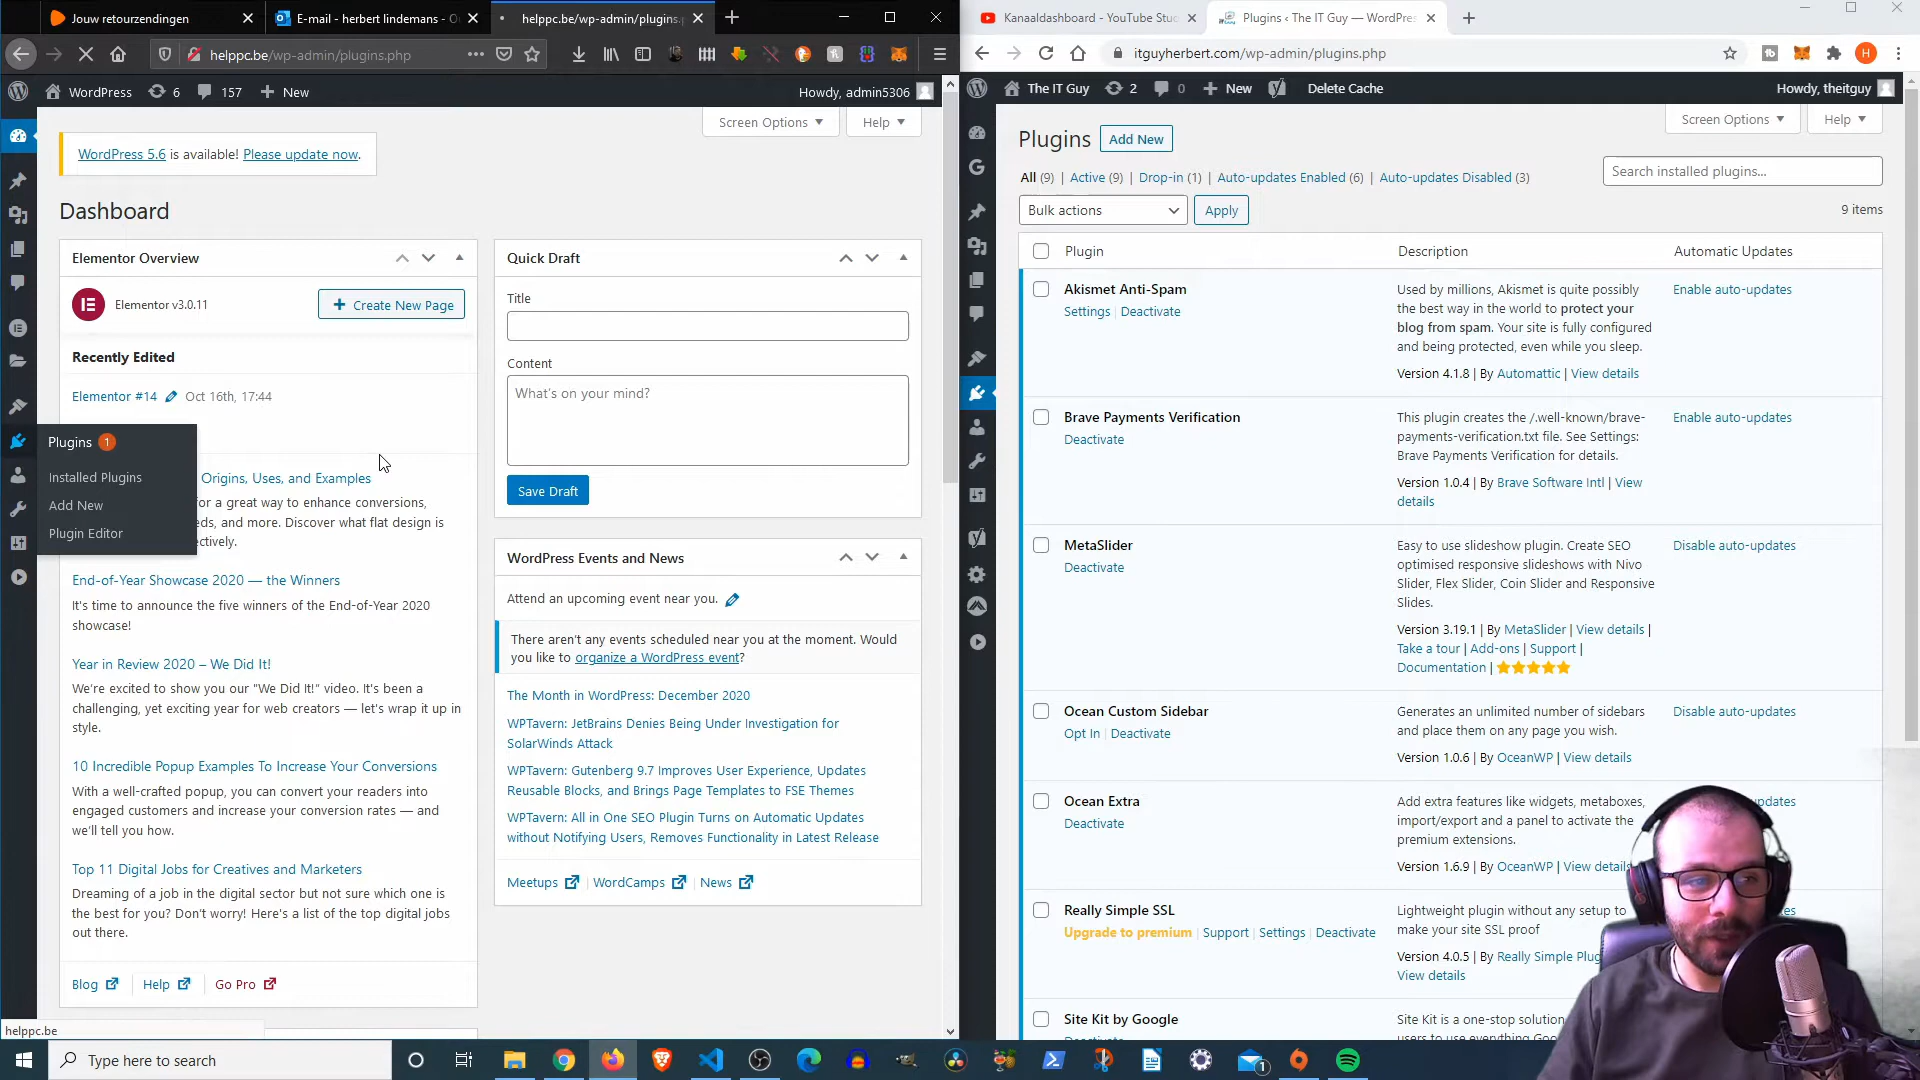 Jouw retourzendingen
E-mail - herbert lindemans - Ou
helppc.be/wp-admin/plugins.
helppc.be/wp-admin/plugins.php
WordPress 6 157 New
Howdy, admin5306
Screen Options Help
WordPress 5.6 is available! Please update now.
Dashboard
Elementor Overview
Elementor v3.0.11
Create New Page
Recently Edited
Elementor #14 Oct 16th, 17:44
Plugins 1
Installed Plugins
Add New
Plugin Editor
Origins, Uses, and Examples
for a great way to enhance conversions,
eds, and more. Discover what flat design is
ctively.
End-of-Year Showcase 2020 — the Winners
It's time to announce the five winners of the End-of-Year 2020
showcase!
Year in Review 2020 – We Did It!
We're excited to show you our "We Did It!" video. It's been a
challenging, yet exciting year for web creators — let's wrap it up in
style.
10 Incredible Popup Examples To Increase Your Conversions
With a well-crafted popup, you can convert your readers into
engaged customers and increase your conversion rates — and
we'll tell you how.
Top 11 Digital Jobs for Creatives and Marketers
Dreaming of a job in the digital sector but not sure which one is
the best for you? Don't worry! Here's a list of the top digital jobs
out there.
Blog Help Go Pro
Quick Draft
Title
Content
What's on your mind?
Save Draft
WordPress Events and News
Attend an upcoming event near you.
There aren't any events scheduled near you at the moment. Would
you like to organize a WordPress event?
The Month in WordPress: December 2020
WPTavern: JetBrains Denies Being Under Investigation for
SolarWinds Attack
WPTavern: Gutenberg 9.7 Improves User Experience, Updates
Reusable Blocks, and Brings Page Templates to FSE Themes
WPTavern: All in One SEO Plugin Turns on Automatic Updates
without Notifying Users, Removes Functionality in Latest Release
Meetups | WordCamps | News
helppc.be
Kanaaldashboard - YouTube Stud
Plugins ‹ The IT Guy — WordPres
itguyherbert.com/wp-admin/plugins.php
H
The IT Guy 2 0 New Delete Cache
Howdy, theitguy
Screen Options Help
Plugins Add New
All (9) | Active (9) | Drop-in (1) | Auto-updates Enabled (6) | Auto-updates Disabled (3)
Search installed plugins...
Bulk actions Apply
9 items
Plugin Description Automatic Updates
Akismet Anti-Spam
Settings | Deactivate
Used by millions, Akismet is quite possibly
the best way in the world to protect your
blog from spam. Your site is fully configured
and being protected, even while you sleep.
Version 4.1.8 | By Automattic | View details
Enable auto-updates
Brave Payments Verification
Deactivate
This plugin creates the /.well-known/brave-
payments-verification.txt file. See Settings:
Brave Payments Verification for details.
Version 1.0.4 | By Brave Software Intl | View
details
Enable auto-updates
MetaSlider
Deactivate
Easy to use slideshow plugin. Create SEO
optimised responsive slideshows with Nivo
Slider, Flex Slider, Coin Slider and Responsive
Slides.
Version 3.19.1 | By MetaSlider | View details |
Take a tour | Add-ons | Support |
Documentation |
Disable auto-updates
Ocean Custom Sidebar
Opt In | Deactivate
Generates an unlimited number of sidebars
and place them on any page you wish.
Version 1.0.6 | By OceanWP | View details
Disable auto-updates
Ocean Extra
Deactivate
Add extra features like widgets, metaboxes,
import/export and a panel to activate the
premium extensions.
Version 1.6.9 | By OceanWP | View details
pdates
Really Simple SSL
Upgrade to premium | Support | Settings | Deactivate
Lightweight plugin without any setup to
make your site SSL proof
Version 4.0.5 | By Really Simple Plug
View details
es
Site Kit by Google
Site Kit is a one-stop solution
users to use everything Goo
Type here to search
1